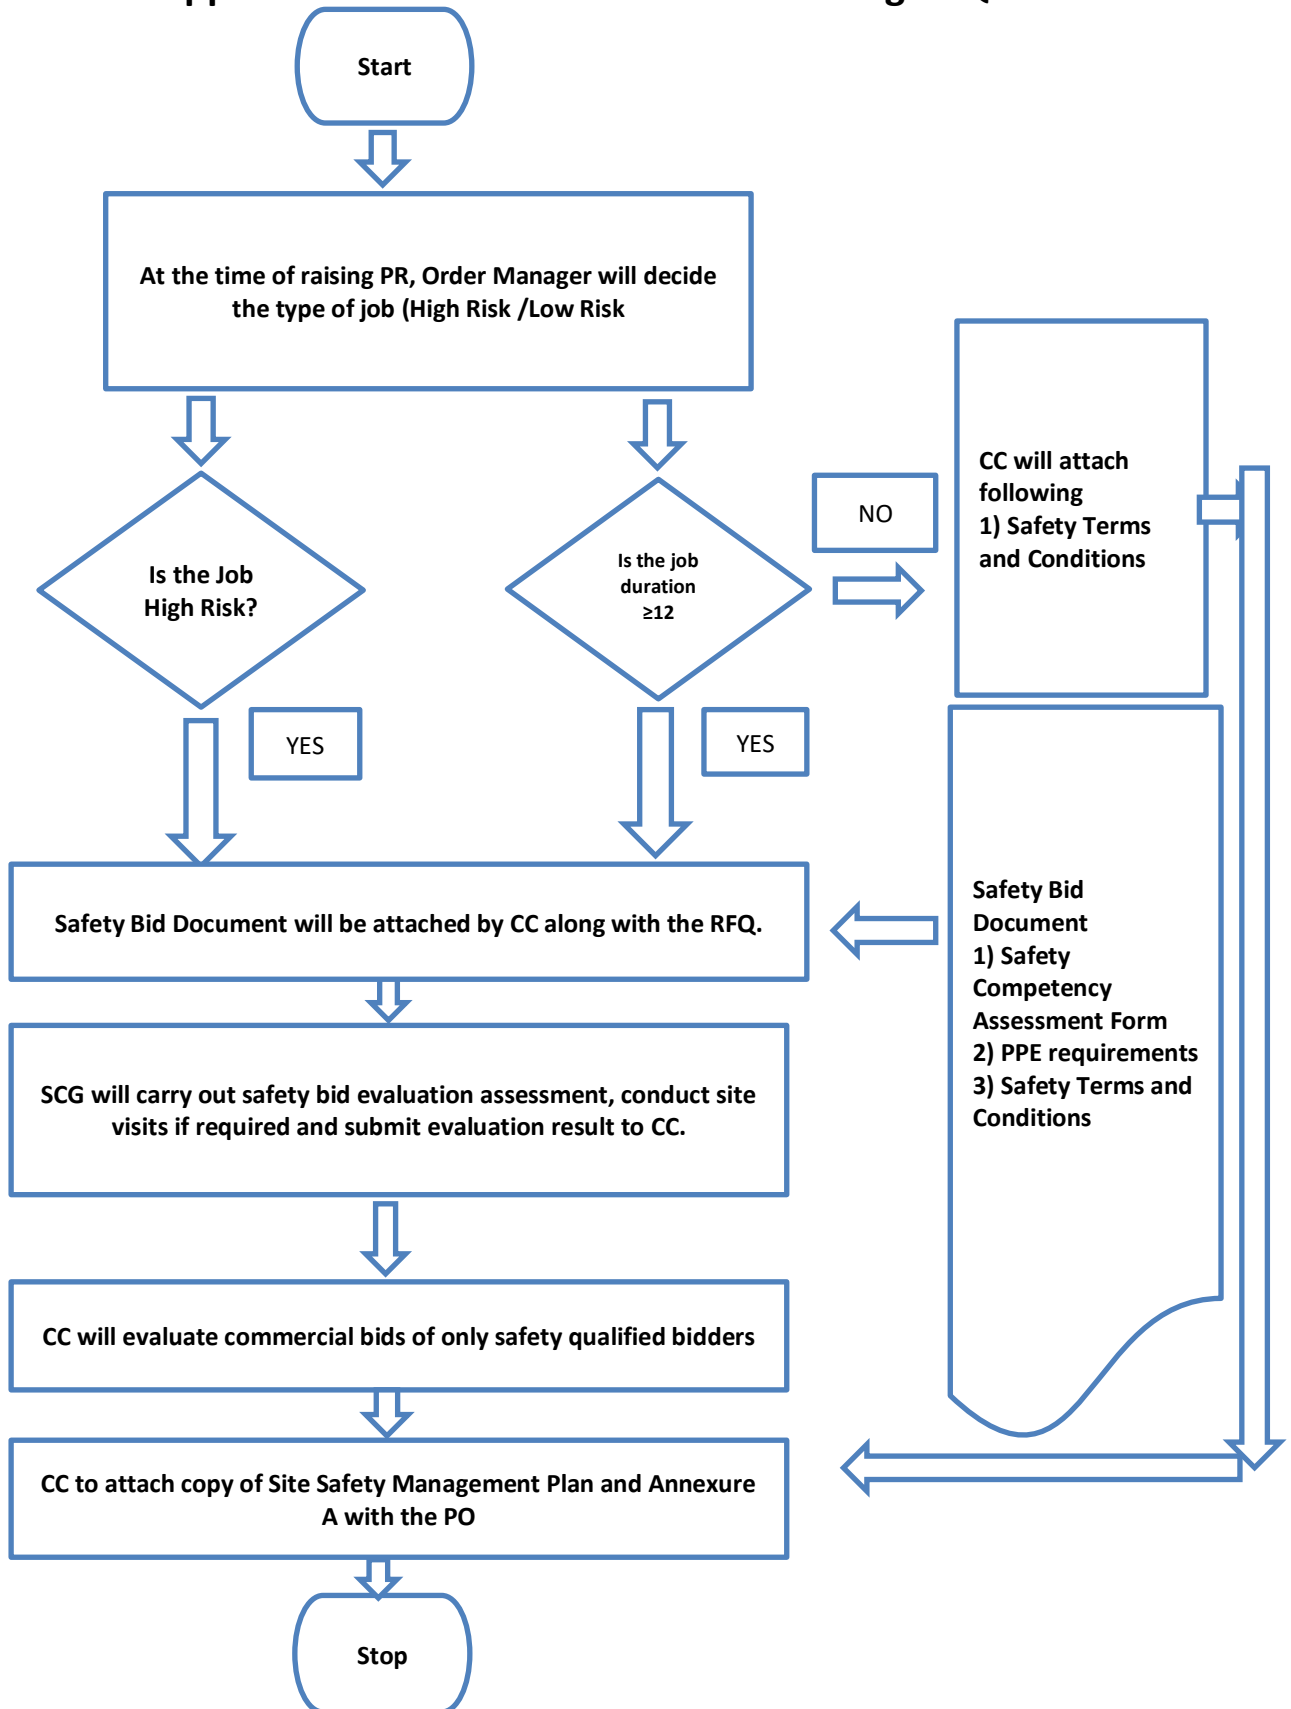 Start
At the time of raising PR, Order Manager will decide
the type of job (High Risk /Low Risk
Is the Job
High Risk?
Is the job
duration
≥12
NO
CC will attach
following
1) Safety Terms
and Conditions
YES
YES
Safety Bid Document will be attached by CC along with the RFQ.
Safety Bid
Document
1) Safety
Competency
Assessment Form
2) PPE requirements
3) Safety Terms and
Conditions
SCG will carry out safety bid evaluation assessment, conduct site
visits if required and submit evaluation result to CC.
CC will evaluate commercial bids of only safety qualified bidders
CC to attach copy of Site Safety Management Plan and Annexure
A with the PO
Stop